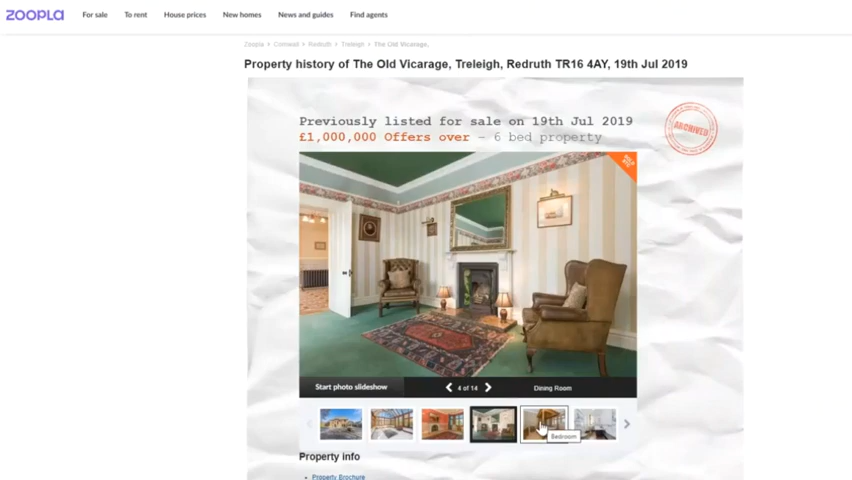 ZOOPLA
For sale To rent House prices New homes News and guides Find agents
Zoopla > Cornwall > Redruth > Treleigh > The Old Vicarage,
Property history of The Old Vicarage, Treleigh, Redruth TR16 4AY, 19th Jul 2019
Previously listed for sale on 19th Jul 2019
£1,000,000 Offers over – 6 bed property
ARCHIVED
SOLD STC
Start photo slideshow
4 of 14
Dining Room
Bedroom
Property info
Property Brochure